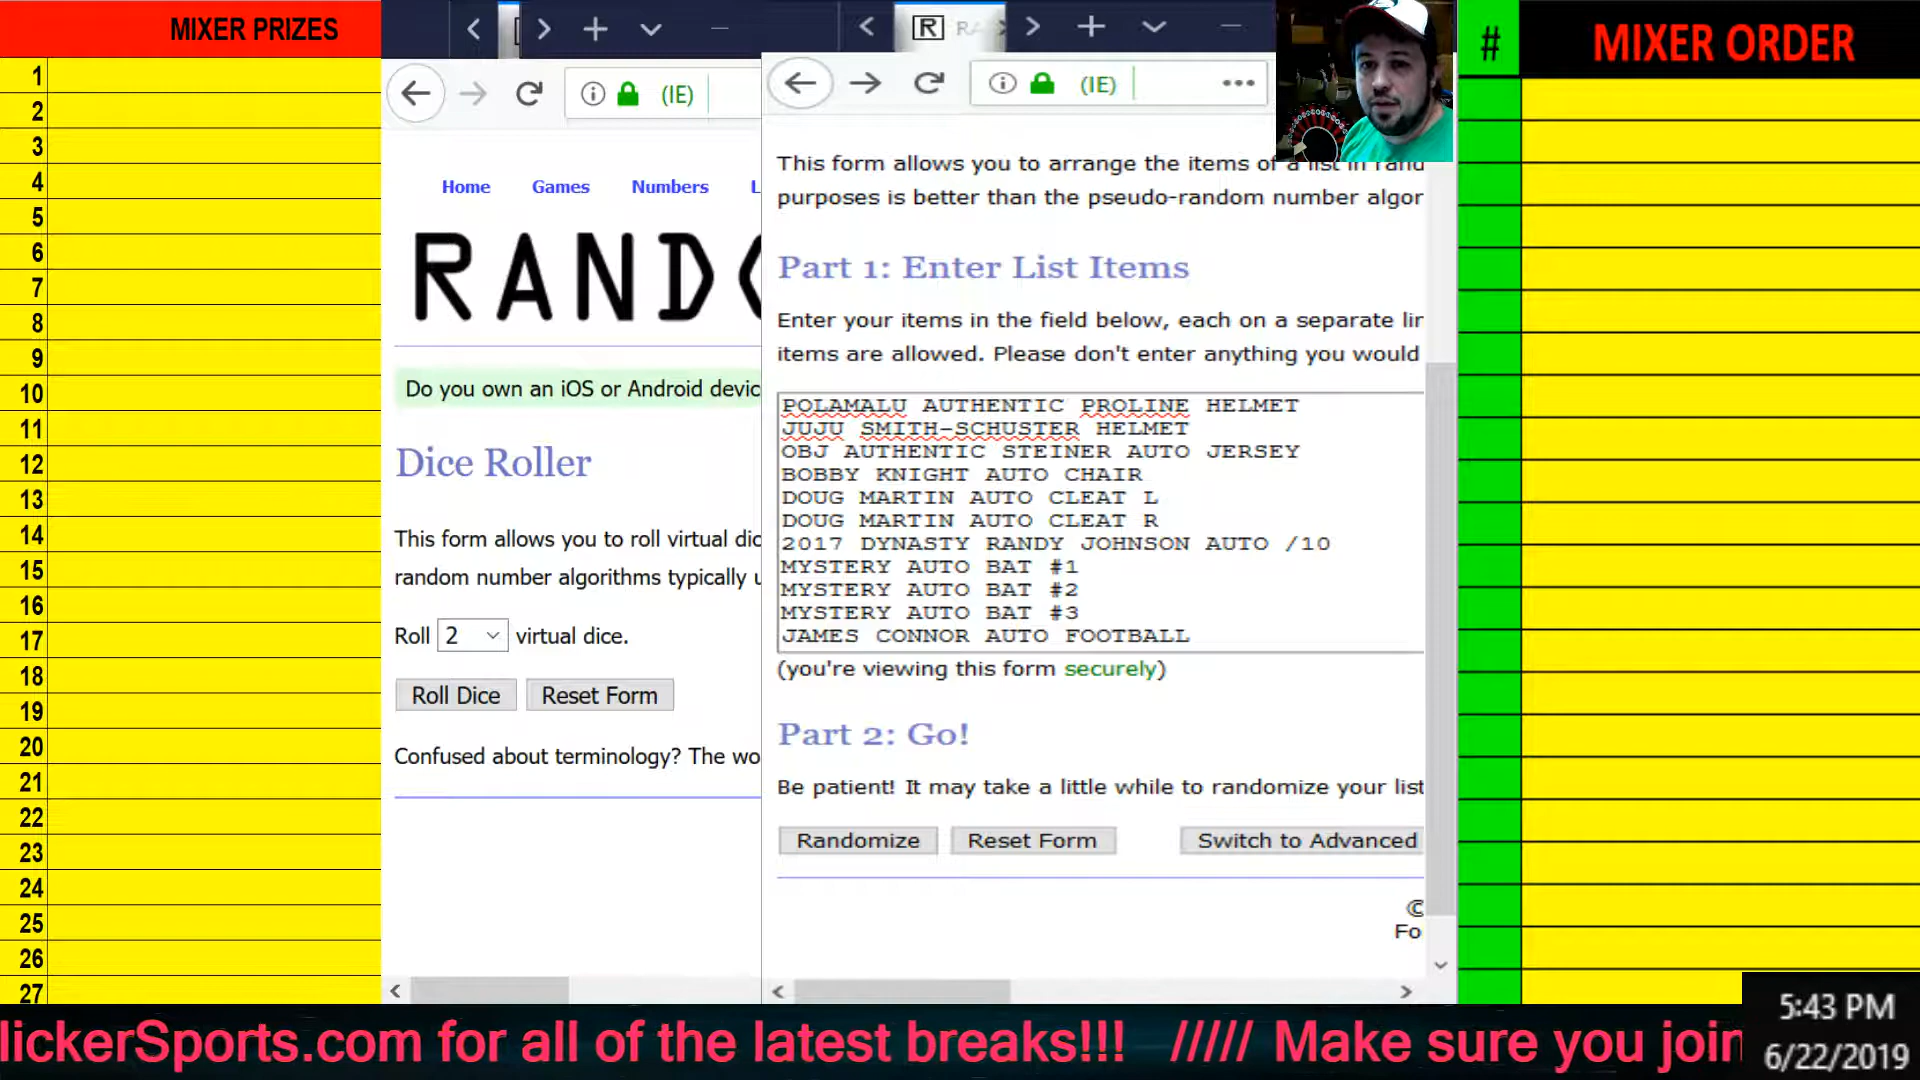 MIXER PRIZES
1
2
3
4
5
6
7
8
9
10
11
12
13
14
15
16
17
18
19
20
21
22
23
24
25
26
27
(IE)
Home Games Numbers L
RANDO
Do you own an iOS or Android devic
Dice Roller
This form allows you to roll virtual dic
random number algorithms typically u
Roll 2 virtual dice.
Roll Dice Reset Form
Confused about terminology? The wo
R RA
(IE)
This form allows you to arrange the items of a list in rand
purposes is better than the pseudo-random number algor
Part 1: Enter List Items
Enter your items in the field below, each on a separate lin
items are allowed. Please don't enter anything you would
POLAMALU AUTHENTIC PROLINE HELMET
JUJU SMITH-SCHUSTER HELMET
OBJ AUTHENTIC STEINER AUTO JERSEY
BOBBY KNIGHT AUTO CHAIR
DOUG MARTIN AUTO CLEAT L
DOUG MARTIN AUTO CLEAT R
2017 DYNASTY RANDY JOHNSON AUTO /10
MYSTERY AUTO BAT #1
MYSTERY AUTO BAT #2
MYSTERY AUTO BAT #3
JAMES CONNOR AUTO FOOTBALL
(you're viewing this form securely)
Part 2: Go!
Be patient! It may take a little while to randomize your list
Randomize Reset Form Switch to Advanced
©
Fo
# MIXER ORDER
lickerSports.com for all of the latest breaks!!! ///// Make sure you join
5:43 PM
6/22/2019